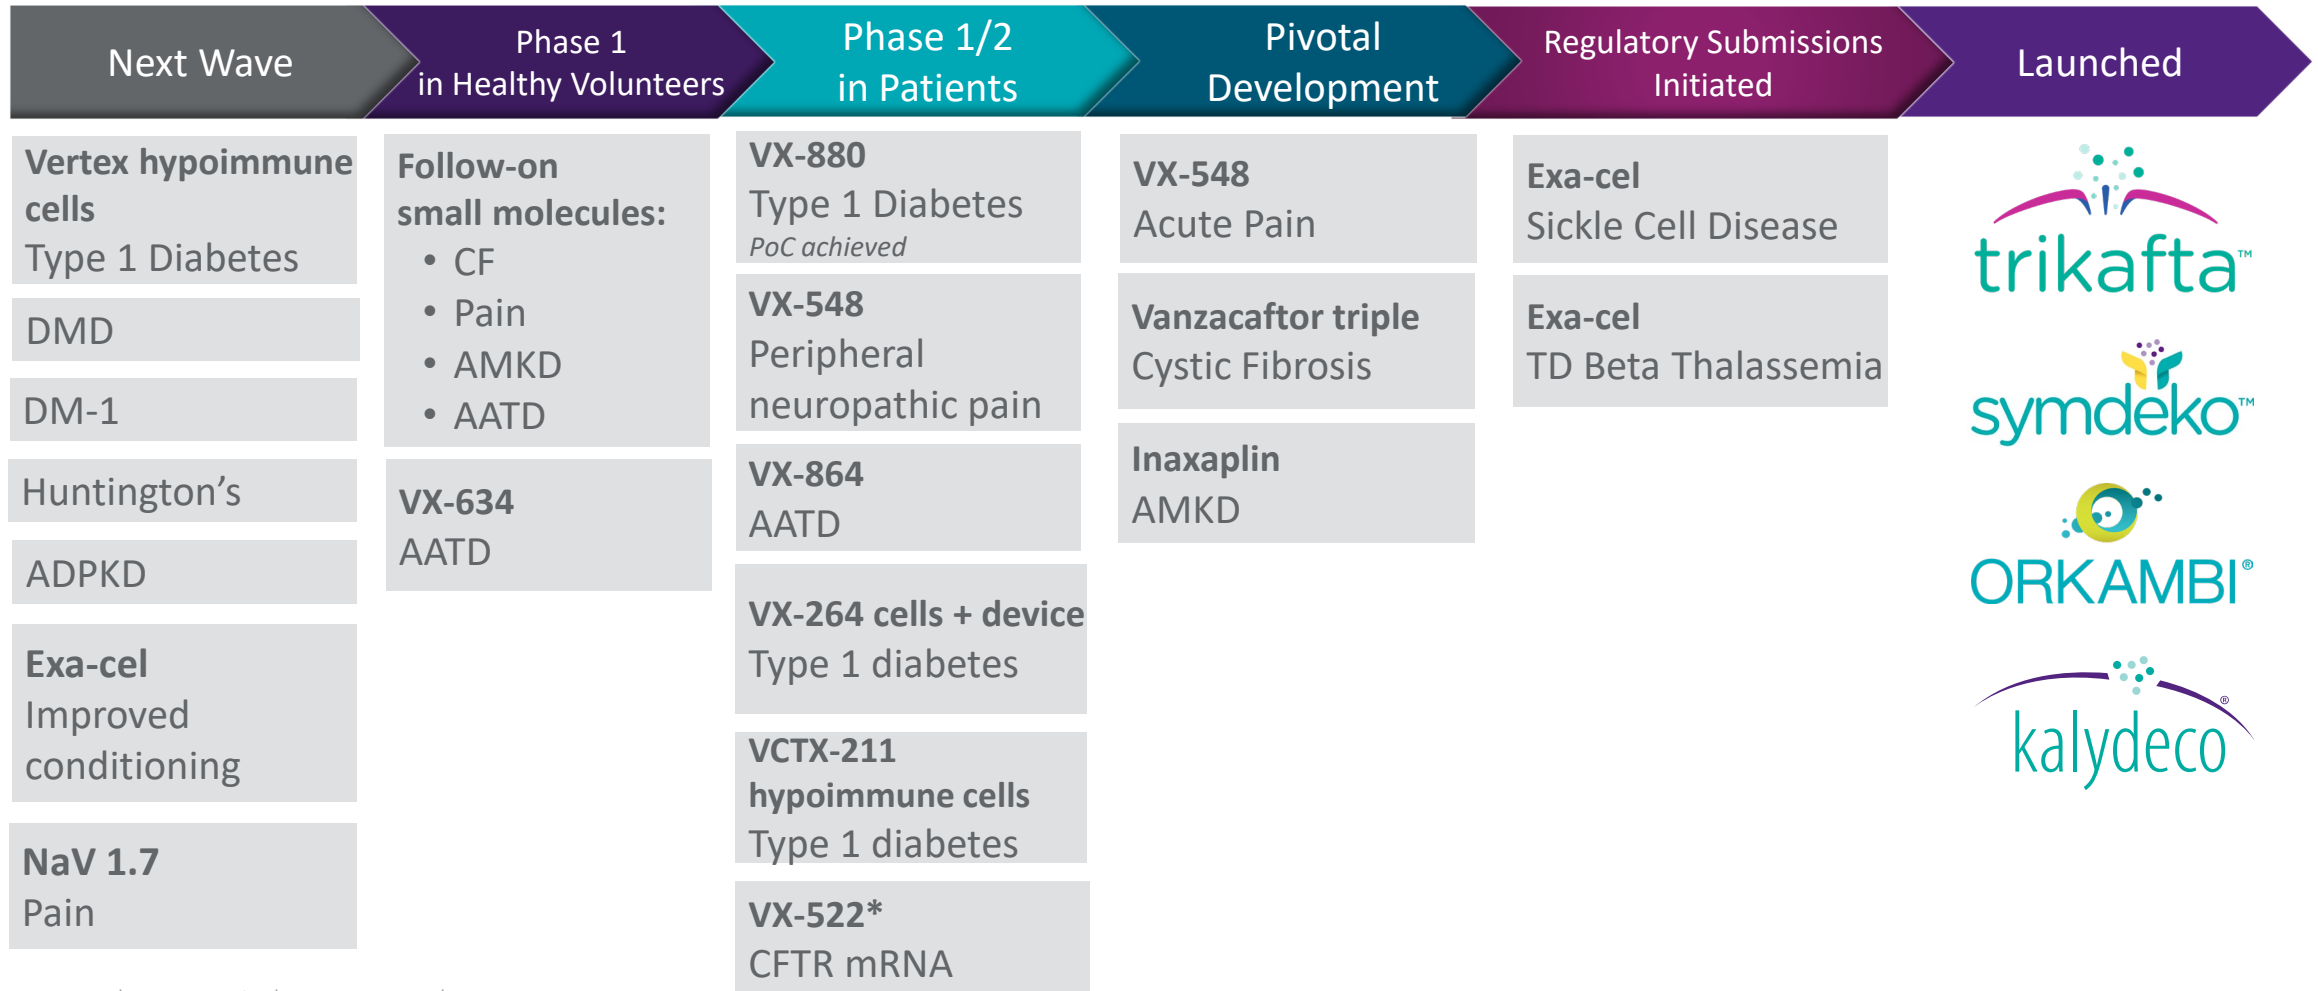 Next Wave
Phase 1
in Healthy Volunteers
Phase 1/2
in Patients
Pivotal
Development
Regulatory Submissions
Initiated
Launched
Vertex hypoimmune
cells
Type 1 Diabetes
DMD
DM-1
Huntington's
ADPKD
Exa-cel
Improved
conditioning
NaV 1.7
Pain
Follow-on
small molecules:
• CF
• Pain
• AMKD
• AATD
VX-634
AATD
VX-880
Type 1 Diabetes
PoC achieved
VX-548
Peripheral
neuropathic pain
VX-864
AATD
VX-264 cells + device
Type 1 diabetes
VCTX-211
hypoimmune cells
Type 1 diabetes
VX-522*
CFTR mRNA
VX-548
Acute Pain
Vanzacaftor triple
Cystic Fibrosis
Inaxaplin
AMKD
Exa-cel
Sickle Cell Disease
Exa-cel
TD Beta Thalassemia
trikafta™
symdeko™
ORKAMBI®
kalydeco®